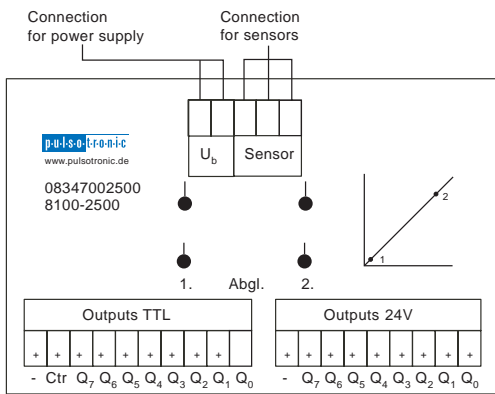 Connection
for power supply
Connection
for sensors
U_b Sensor
p·u·l·s·o·t·r·o·n·i·c
www.pulsotronic.de
08347002500
8100-2500
2
1
1. Abgl. 2.
Outputs TTL
+ + + + + + + + +
- Ctr Q₇ Q₆ Q₅ Q₄ Q₃ Q₂ Q₁ Q₀
Outputs 24V
+ + + + + + + + +
- Q₇ Q₆ Q₅ Q₄ Q₃ Q₂ Q₁ Q₀